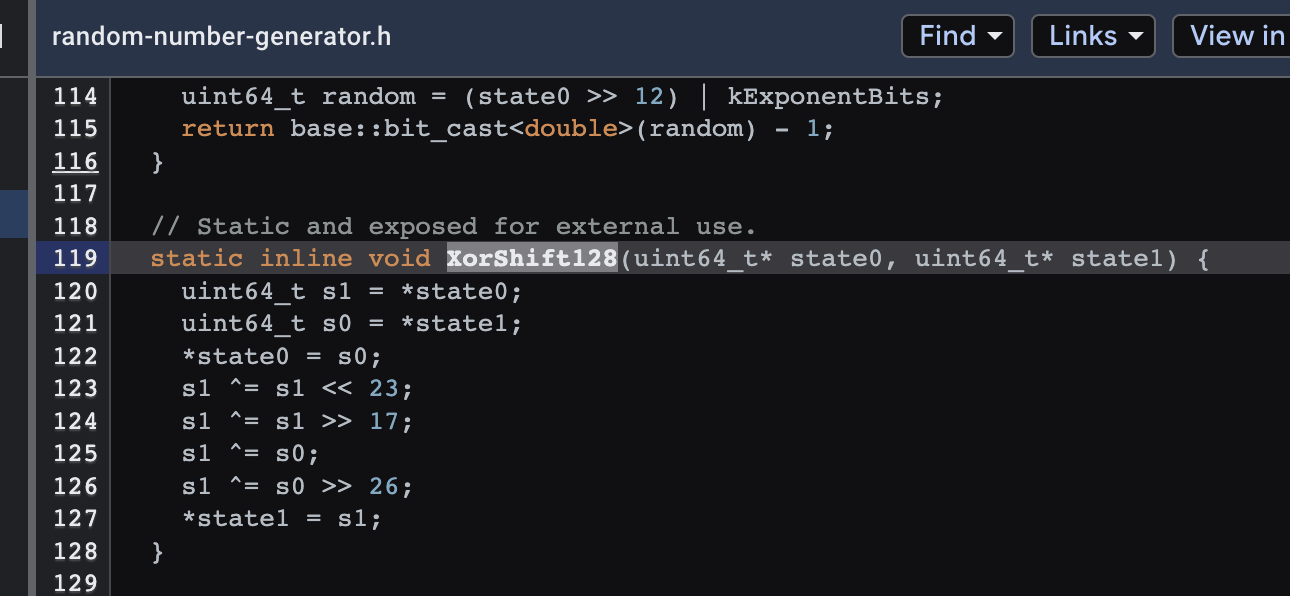 random-number-generator.h Find Links View in
114 uint64_t random = (state0 >> 12) | kExponentBits;
115 return base::bit_cast<double>(random) - 1;
116 }
117
118 // Static and exposed for external use.
119 static inline void XorShift128(uint64_t* state0, uint64_t* state1) {
120 uint64_t s1 = *state0;
121 uint64_t s0 = *state1;
122 *state0 = s0;
123 s1 ^= s1 << 23;
124 s1 ^= s1 >> 17;
125 s1 ^= s0;
126 s1 ^= s0 >> 26;
127 *state1 = s1;
128 }
129